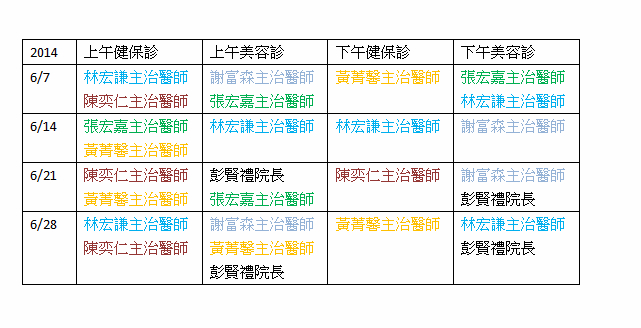 2014 上午健保診 上午美容診 下午健保診 下午美容診
6/7 林宏謙主治醫師 謝富森主治醫師 黃菁馨主治醫師 張宏嘉主治醫師
陳奕仁主治醫師 張宏嘉主治醫師 林宏謙主治醫師
6/14 張宏嘉主治醫師 林宏謙主治醫師 林宏謙主治醫師 謝富森主治醫師
黃菁馨主治醫師
6/21 陳奕仁主治醫師 彭賢禮院長 陳奕仁主治醫師 謝富森主治醫師
黃菁馨主治醫師 張宏嘉主治醫師 彭賢禮院長
6/28 林宏謙主治醫師 謝富森主治醫師 黃菁馨主治醫師 林宏謙主治醫師
陳奕仁主治醫師 黃菁馨主治醫師 彭賢禮院長
彭賢禮院長